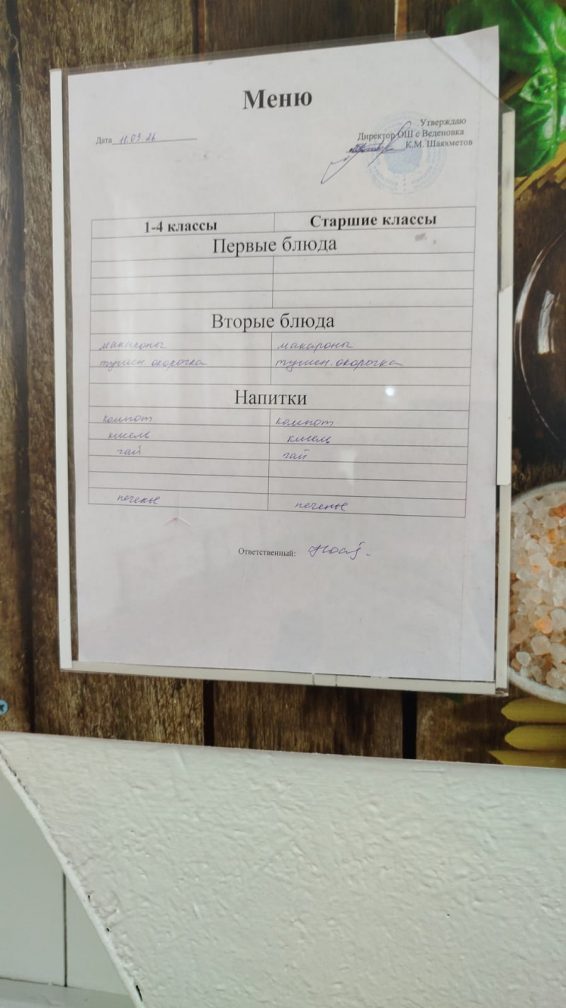 Меню
Утверждаю
Дата 11.03.26
Директор ОШ с Веденовка
К.М. Шаяхметов
1-4 классы Старшие классы
Первые блюда
Вторые блюда
макароны макароны
тушен. окорочка тушен. окорочка
Напитки
компот компот
кисель кисель
чай чай
печенье печенье
Ответственный: